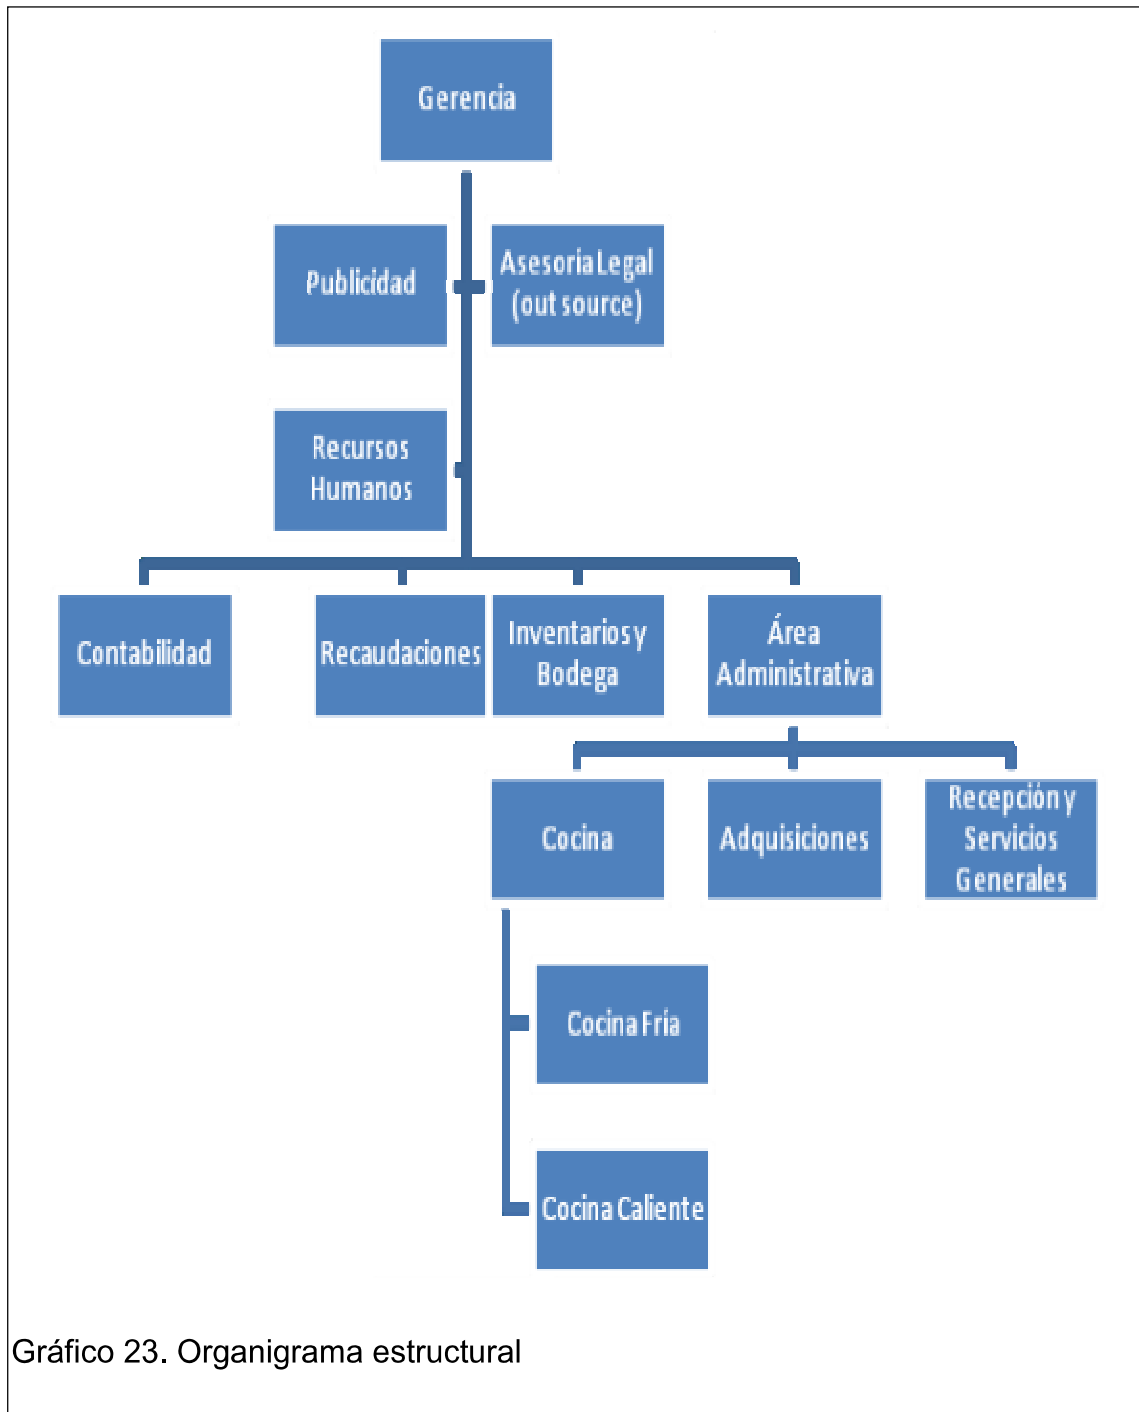 Gerencia
Publicidad
Asesoria Legal
(out source)
Recursos
Humanos
Contabilidad
Recaudaciones
Inventarios y
Bodega
Área
Administrativa
Cocina
Adquisiciones
Recepción y
Servicios
Generales
Cocina Fría
Cocina Caliente
Gráfico 23. Organigrama estructural